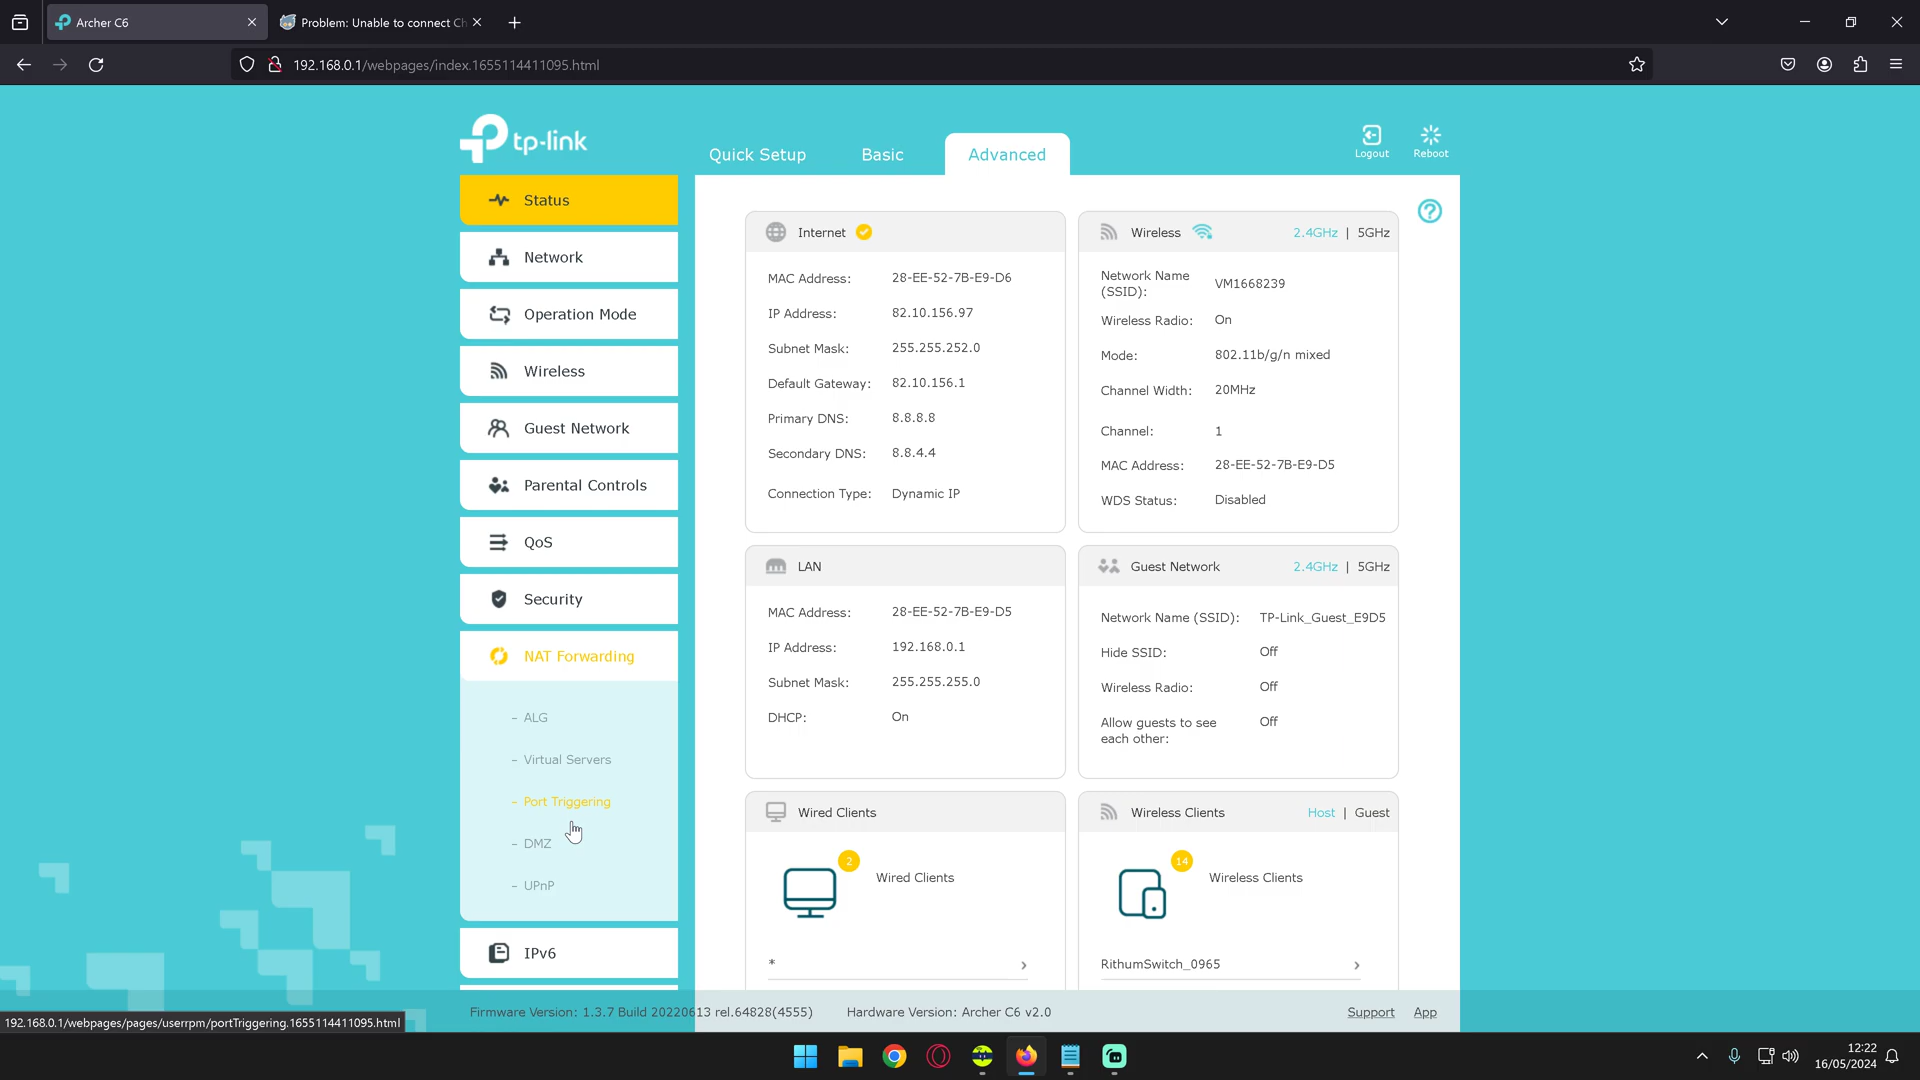 Archer C6
Problem: Unable to connect Ch
192.168.0.1/webpages/index.1655114411095.html
tp-link
Quick Setup
Basic
Advanced
Logout
Reboot
Status
Network
Operation Mode
Wireless
Guest Network
Parental Controls
QoS
Security
NAT Forwarding
- ALG
- Virtual Servers
- Port Triggering
- DMZ
- UPnP
IPv6
Internet
MAC Address: 28-EE-52-7B-E9-D6
IP Address: 82.10.156.97
Subnet Mask: 255.255.252.0
Default Gateway: 82.10.156.1
Primary DNS: 8.8.8.8
Secondary DNS: 8.8.4.4
Connection Type: Dynamic IP
Wireless 2.4GHz | 5GHz
Network Name
(SSID): VM1668239
Wireless Radio: On
Mode: 802.11b/g/n mixed
Channel Width: 20MHz
Channel: 1
MAC Address: 28-EE-52-7B-E9-D5
WDS Status: Disabled
LAN
MAC Address: 28-EE-52-7B-E9-D5
IP Address: 192.168.0.1
Subnet Mask: 255.255.255.0
DHCP: On
Guest Network 2.4GHz | 5GHz
Network Name (SSID): TP-Link_Guest_E9D5
Hide SSID: Off
Wireless Radio: Off
Allow guests to see
each other: Off
Wired Clients
2
Wired Clients
*
Wireless Clients Host | Guest
14
Wireless Clients
RithumSwitch_0965
Firmware Version: 1.3.7 Build 20220613 rel.64828(4555)
Hardware Version: Archer C6 v2.0
Support
App
192.168.0.1/webpages/pages/userrpm/portTriggering.1655114411095.html
12:22
16/05/2024